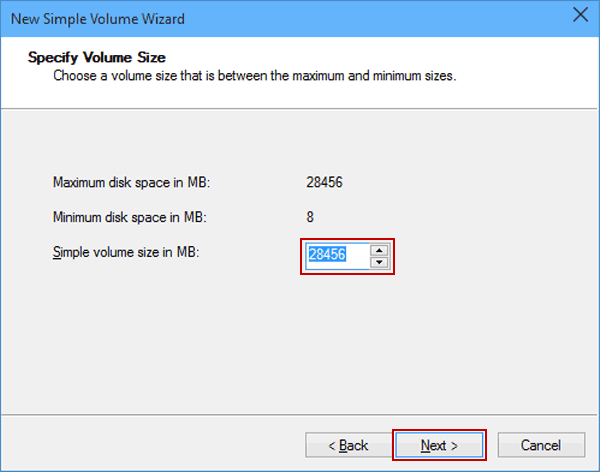 New Simple Volume Wizard
Specify Volume Size
Choose a volume size that is between the maximum and minimum sizes.
Maximum disk space in MB: 28456
Minimum disk space in MB: 8
Simple volume size in MB: 28456
< Back Next > Cancel